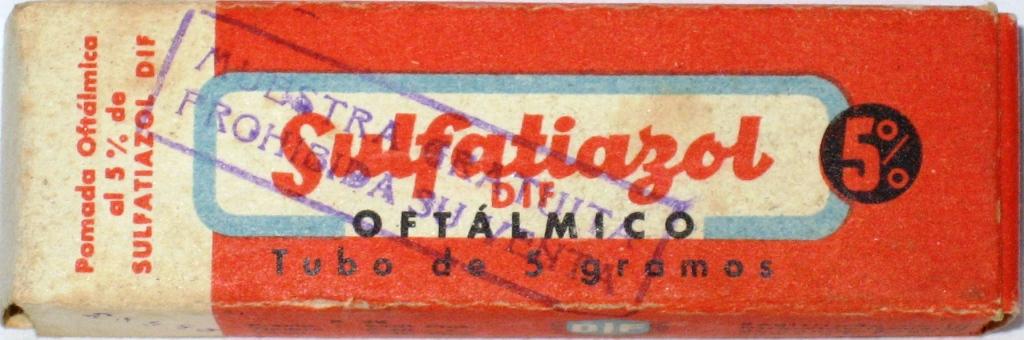 Pomada Oftálmica
al 5% de
SULFATIAZOL DIF
MUESTRA GRATUITA
PROHIBIDA SU VENTA
Sulfatiazol
DIF
OFTÁLMICO
Tubo de 5 gramos
5%
DIF